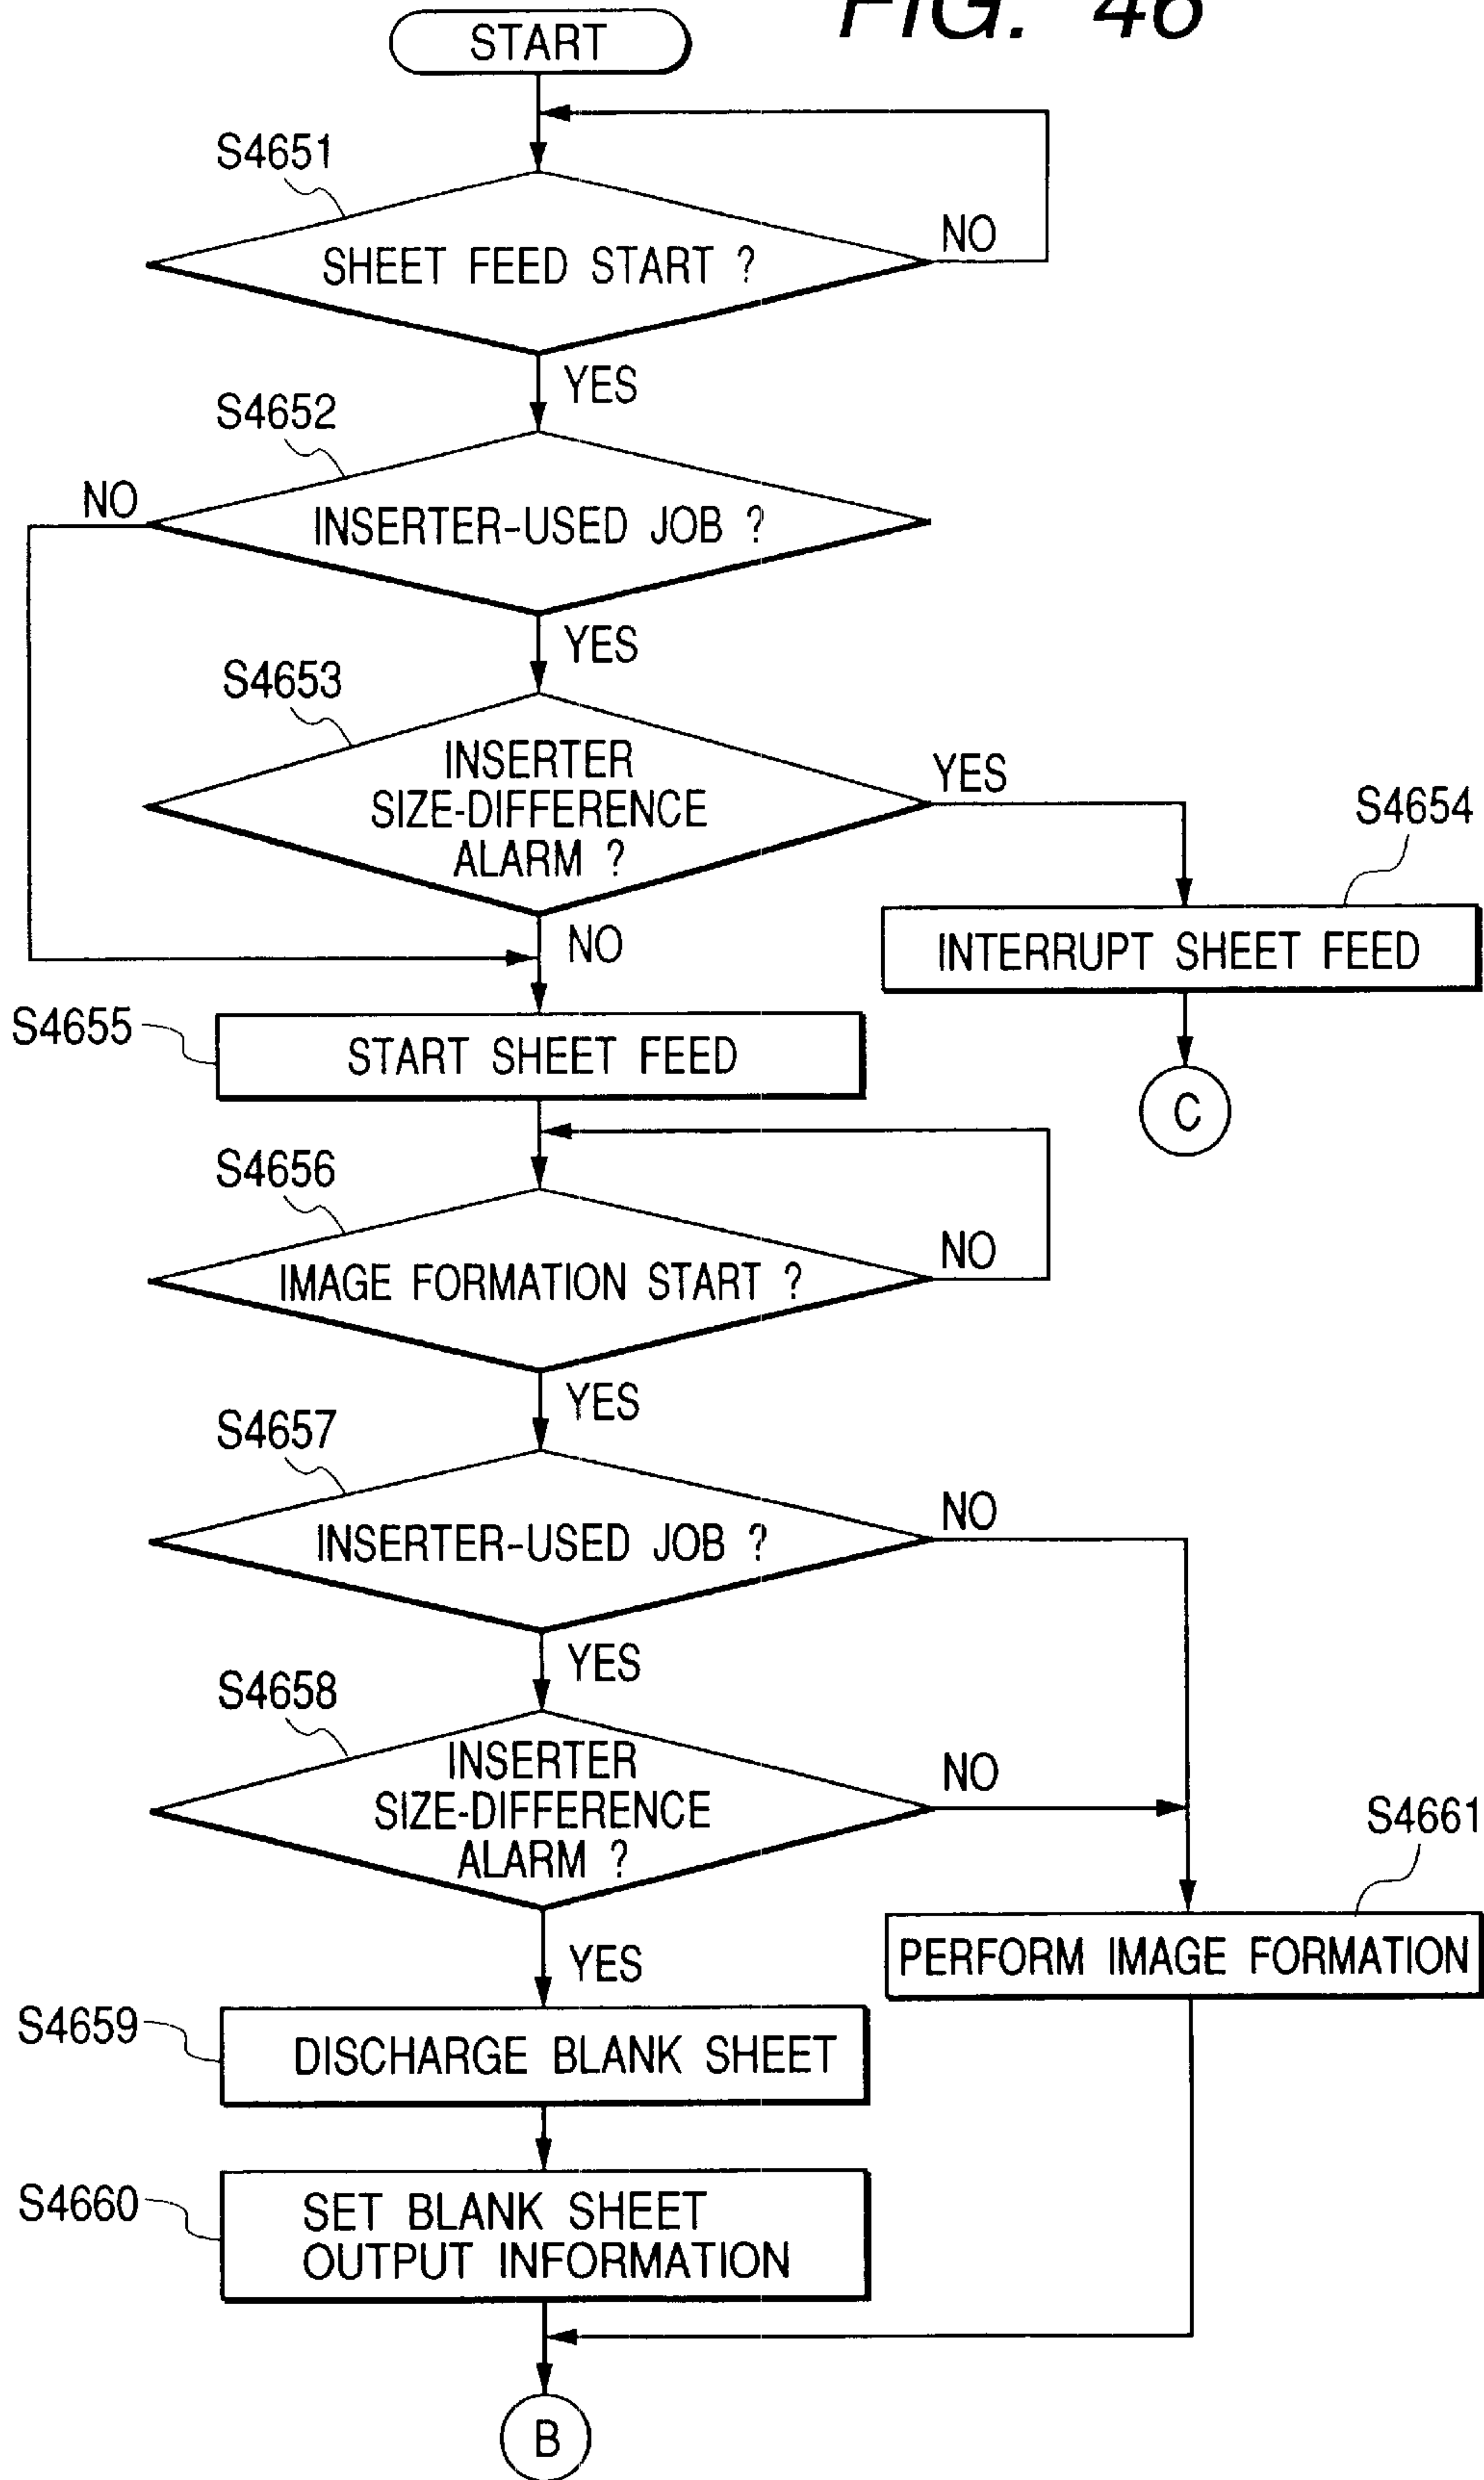 FIG. 46
START
S4651
SHEET FEED START ?
NO
YES
S4652
NO
INSERTER-USED JOB ?
YES
S4653
INSERTER
SIZE-DIFFERENCE
ALARM ?
YES
S4654
INTERRUPT SHEET FEED
NO
C
S4655
START SHEET FEED
S4656
IMAGE FORMATION START ?
NO
YES
S4657
INSERTER-USED JOB ?
NO
YES
S4658
INSERTER
SIZE-DIFFERENCE
ALARM ?
NO
S4661
PERFORM IMAGE FORMATION
YES
S4659
DISCHARGE BLANK SHEET
S4660
SET BLANK SHEET
OUTPUT INFORMATION
B